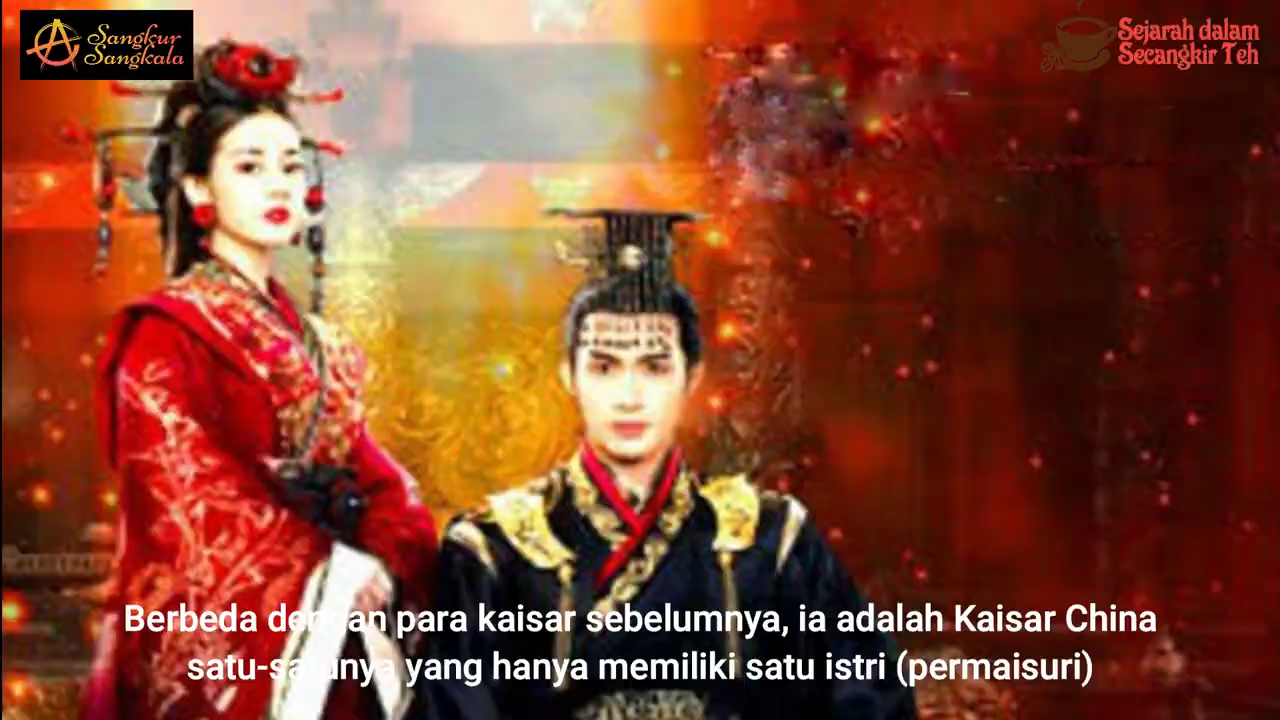 Sangkur
Sangkala
Sejarah dalam
Secangkir Teh
Berbeda dengan para kaisar sebelumnya, ia adalah Kaisar China
satu-satunya yang hanya memiliki satu istri (permaisuri)